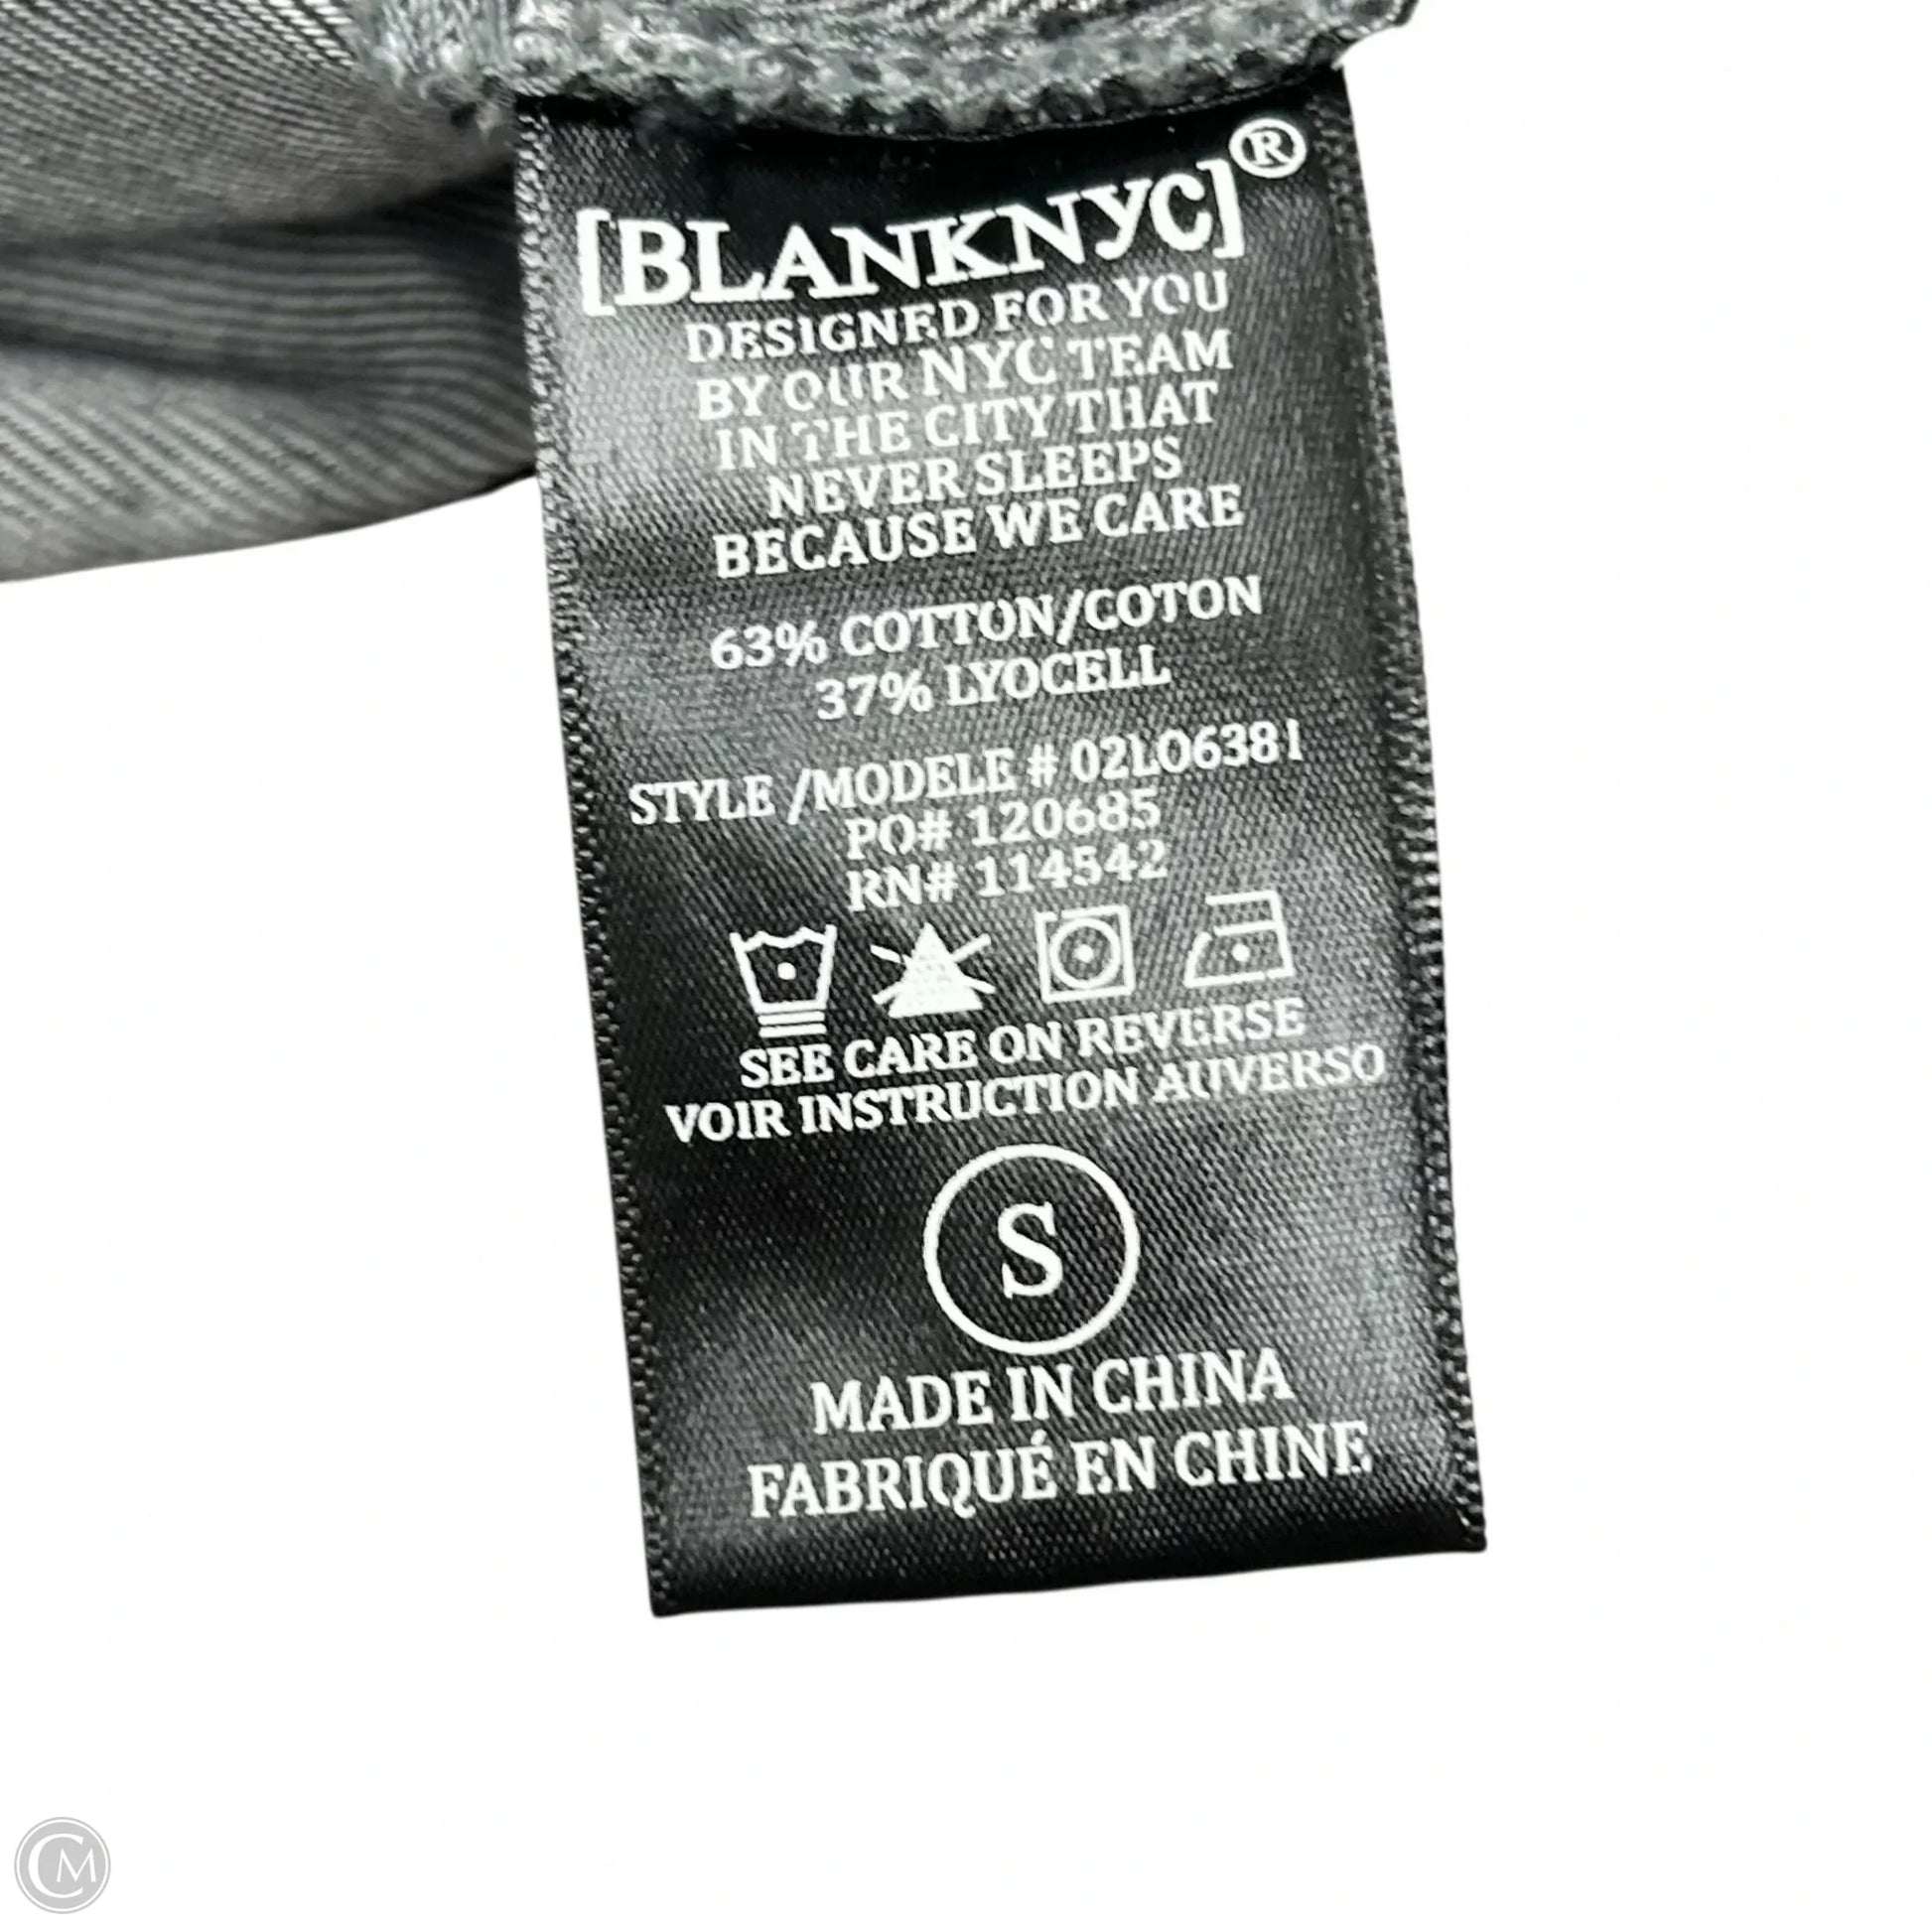 [BLANKNYC]®
DESIGNED FOR YOU
BY OUR NYC TEAM
IN THE CITY THAT
NEVER SLEEPS
BECAUSE WE CARE
63% COTTON/COTON
37% LYOCELL
STYLE /MODELE # 02LO6381
PO# 120685
RN# 114542
SEE CARE ON REVERSE
VOIR INSTRUCTION AUVERSO
S
MADE IN CHINA
FABRIQUÉ EN CHINE
CM